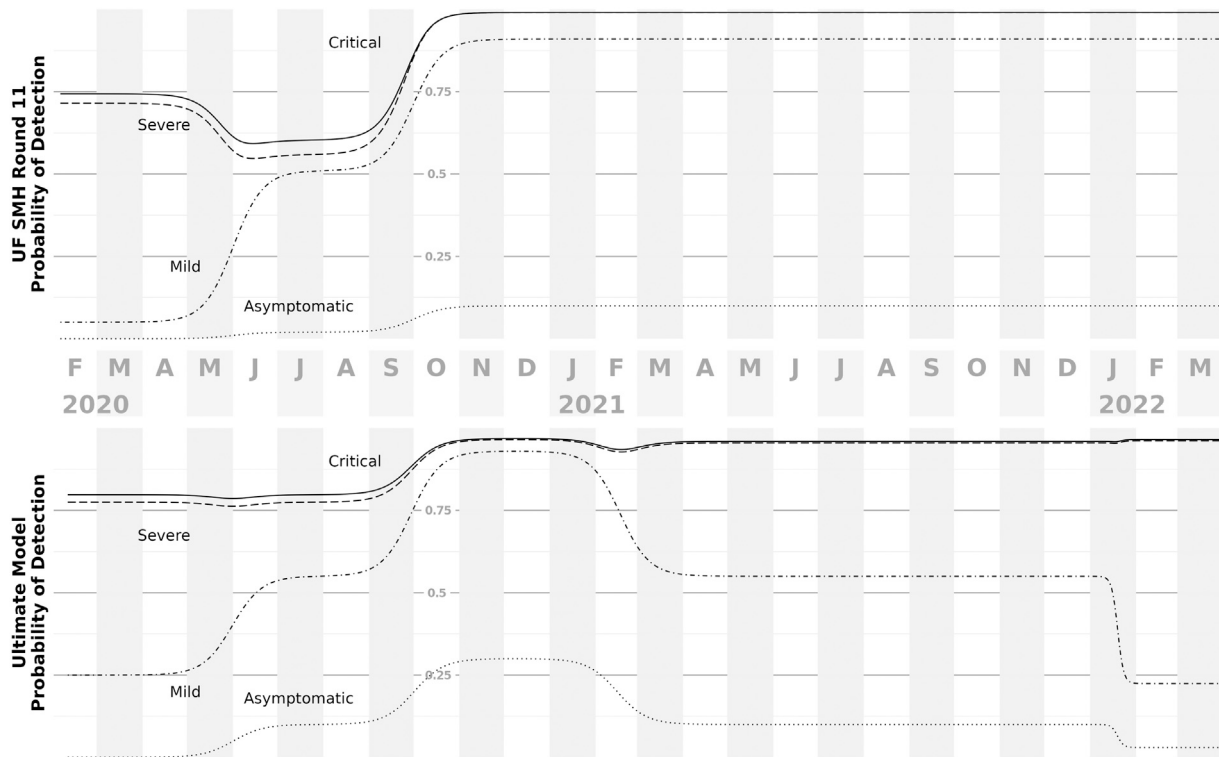 UF SMH Round 11
Probability of Detection
Critical
0.75
Severe
0.5
0.25
Mild
Asymptomatic
F M A M J J A S O N D J F M A M J J A S O N D J F M
2020 2021 2022
Ultimate Model
Probability of Detection
Critical
0.75
Severe
0.5
0.25
Mild
Asymptomatic